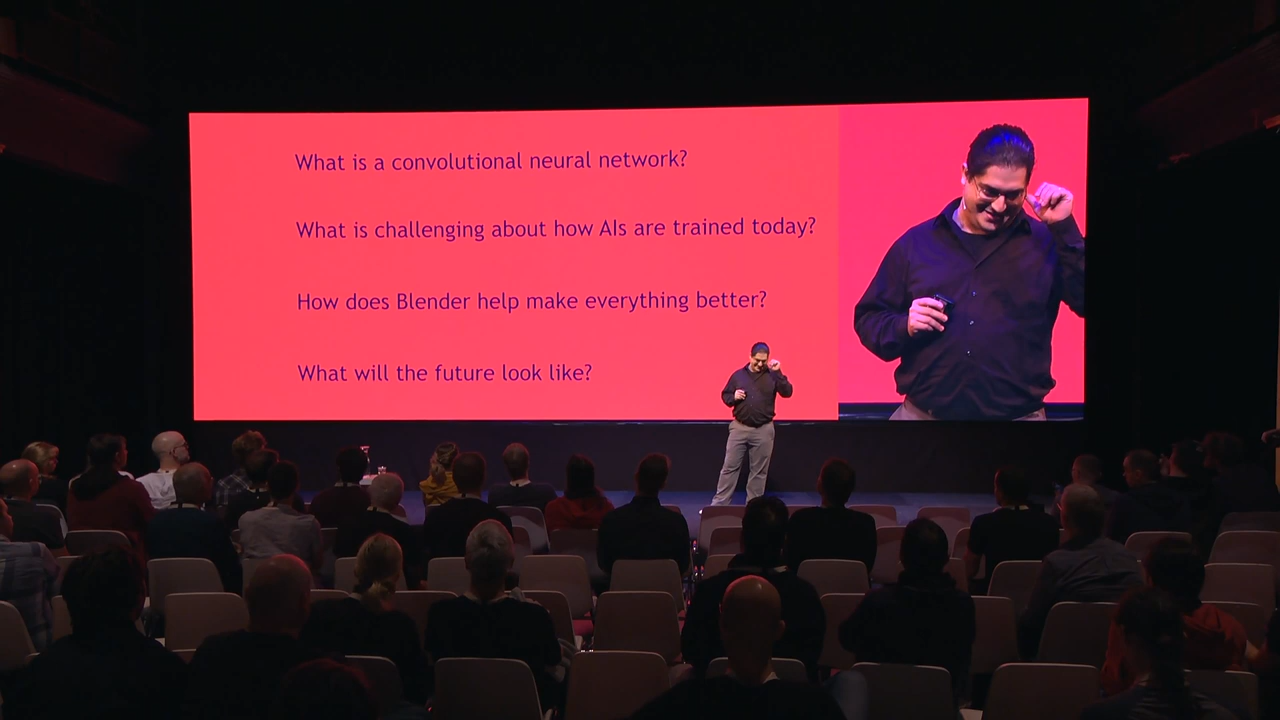 What is a convolutional neural network?
What is challenging about how AIs are trained today?
How does Blender help make everything better?
What will the future look like?